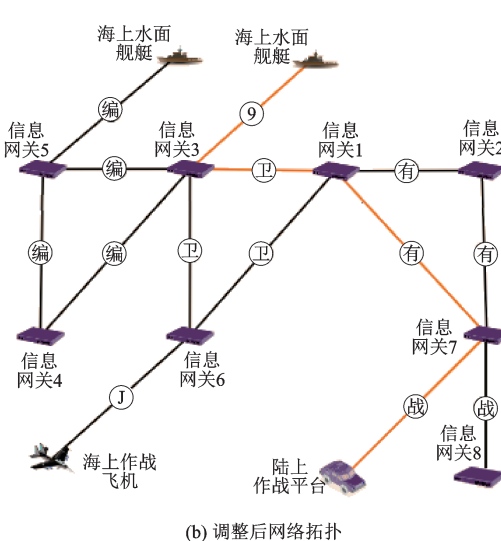 海上水面
舰艇
海上水面
舰艇
编
9
信息
网关5
信息
网关3
信息
网关1
信息
网关2
编
卫
有
编
编
卫
卫
有
有
信息
网关4
信息
网关6
信息
网关7
J
战
战
海上作战
飞机
陆上
作战平台
信息
网关8
(b) 调整后网络拓扑